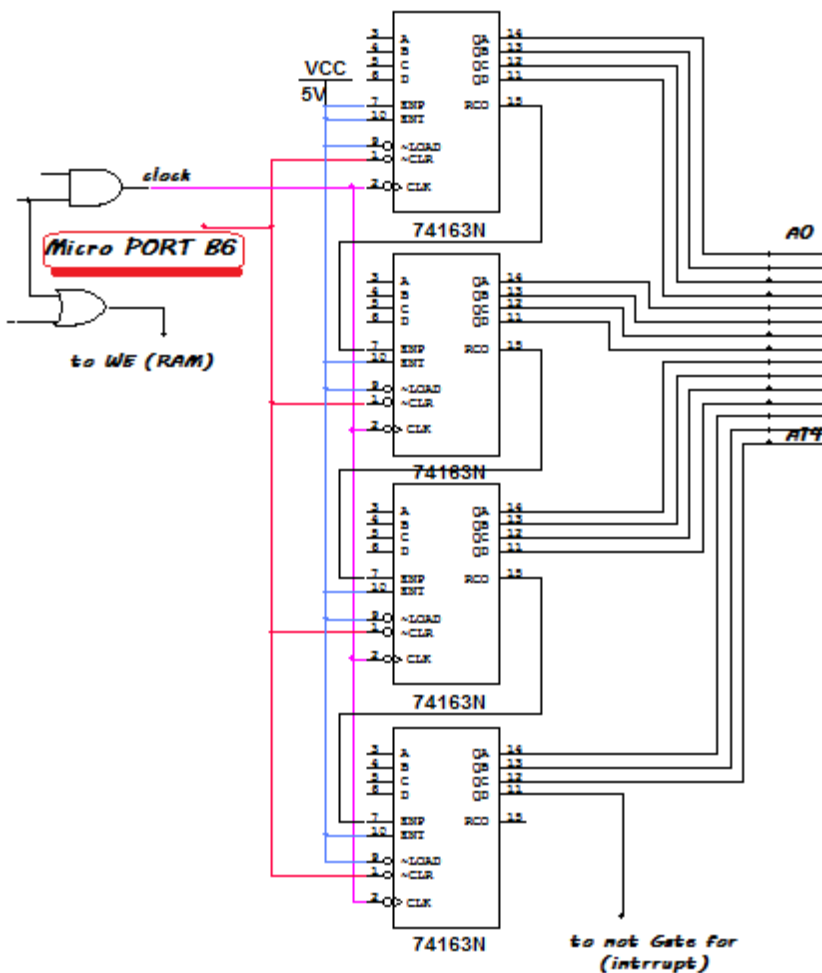 VCC
5V
clock
Micro PORT B6
to WE (RAM)
3 A QA 14
4 B QB 13
5 C QC 12
6 D QD 11
7 ENP RCO 15
10 ENT
9 ~LOAD
1 ~CLR
2 CLK
74163N
3 A QA 14
4 B QB 13
5 C QC 12
6 D QD 11
7 ENP RCO 15
10 ENT
9 ~LOAD
1 ~CLR
2 CLK
74163N
3 A QA 14
4 B QB 13
5 C QC 12
6 D QD 11
7 ENP RCO 15
10 ENT
9 ~LOAD
1 ~CLR
2 CLK
74163N
3 A QA 14
4 B QB 13
5 C QC 12
6 D QD 11
7 ENP RCO 15
10 ENT
9 ~LOAD
1 ~CLR
2 CLK
74163N
A0
A14
to not Gate for
(intrrupt)